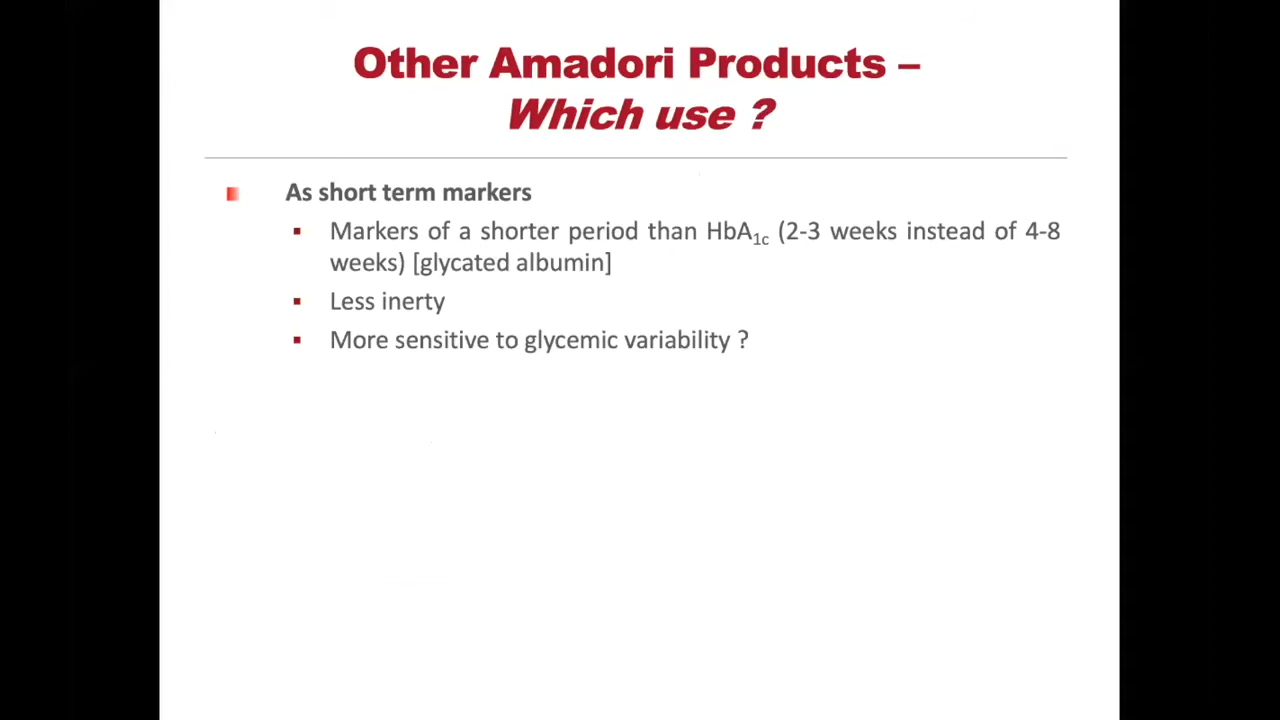 Other Amadori Products –
Which use ?
As short term markers
Markers of a shorter period than HbA1c (2-3 weeks instead of 4-8
weeks) [glycated albumin]
Less inerty
More sensitive to glycemic variability ?